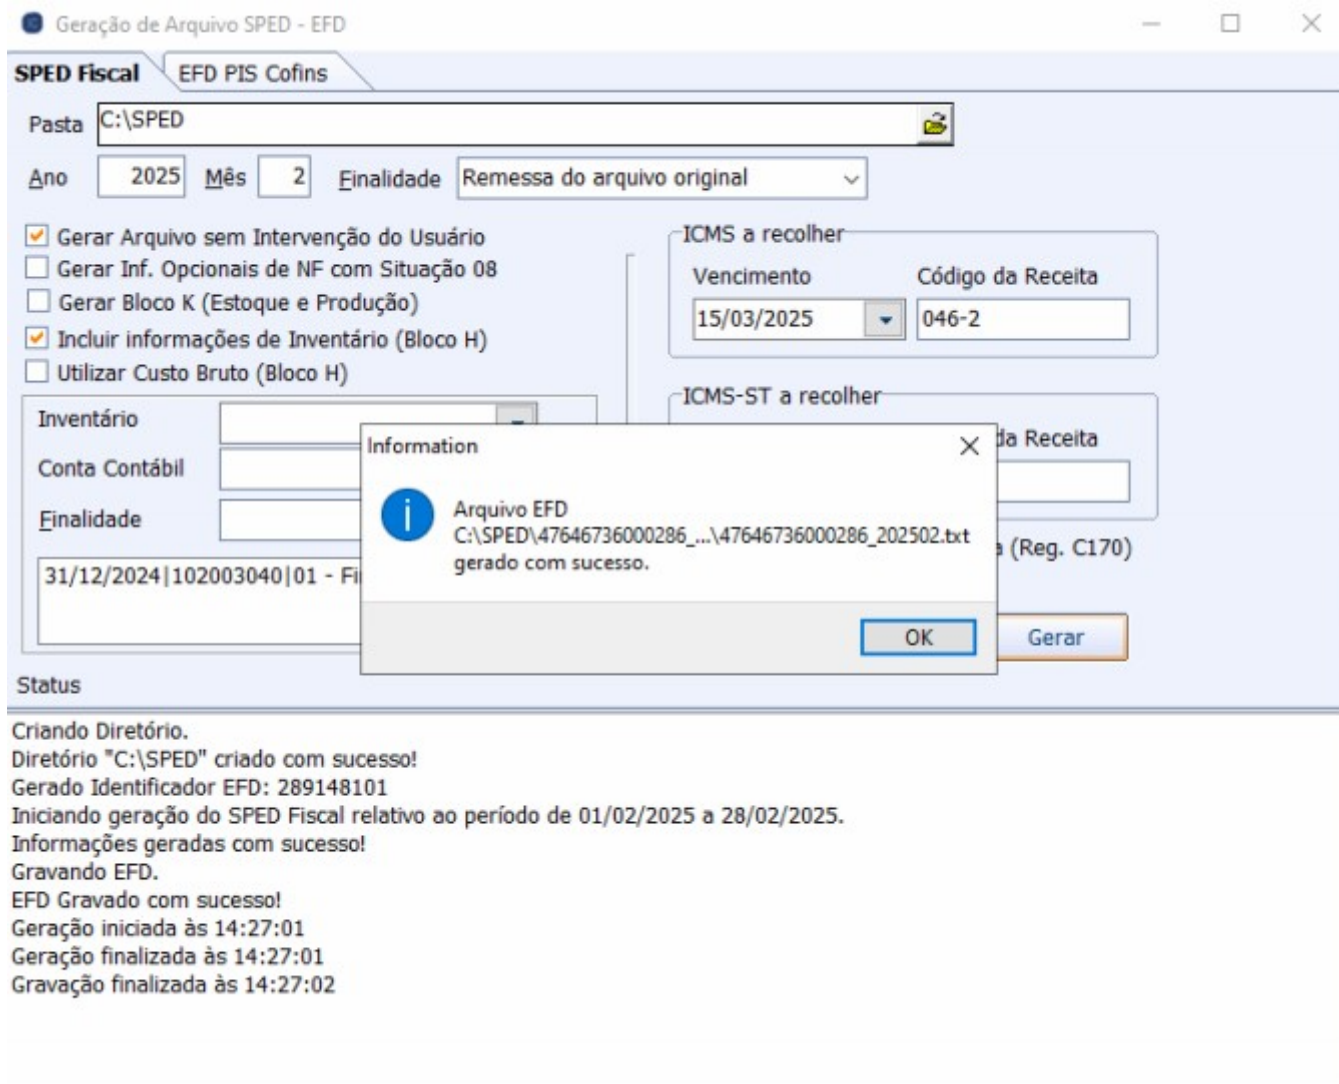 Geração de Arquivo SPED - EFD
SPED Fiscal EFD PIS Cofins
Pasta C:\SPED
Ano 2025 Mês 2 Finalidade Remessa do arquivo original
Gerar Arquivo sem Intervenção do Usuário
Gerar Inf. Opcionais de NF com Situação 08
Gerar Bloco K (Estoque e Produção)
Incluir informações de Inventário (Bloco H)
Utilizar Custo Bruto (Bloco H)
ICMS a recolher
Vencimento Código da Receita
15/03/2025 046-2
ICMS-ST a recolher
da Receita
Inventário
Conta Contábil
Finalidade
31/12/2024|102003040|01 - Fi
(Reg. C170)
Information
Arquivo EFD
C:\SPED\47646736000286_...\47646736000286_202502.txt
gerado com sucesso.
OK
Gerar
Status
Criando Diretório.
Diretório "C:\SPED" criado com sucesso!
Gerado Identificador EFD: 289148101
Iniciando geração do SPED Fiscal relativo ao período de 01/02/2025 a 28/02/2025.
Informações geradas com sucesso!
Gravando EFD.
EFD Gravado com sucesso!
Geração iniciada às 14:27:01
Geração finalizada às 14:27:01
Gravação finalizada às 14:27:02